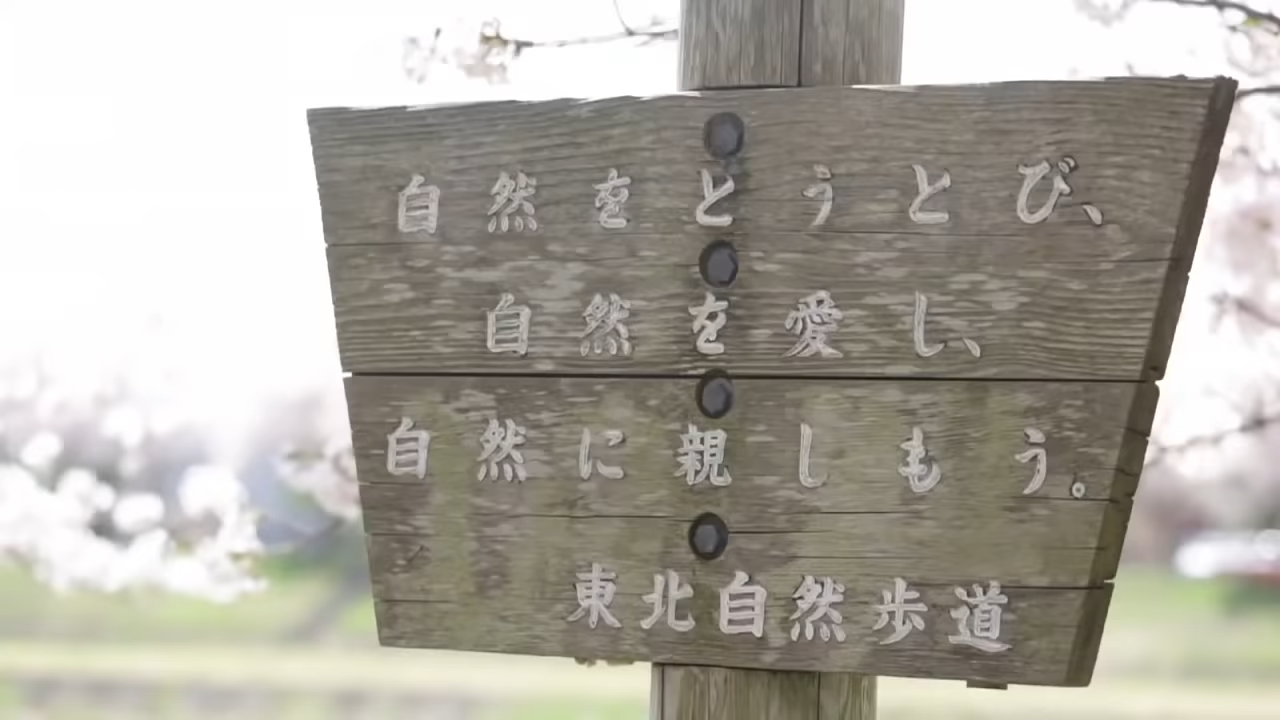 自然をとうとび、
自然を愛し、
自然に親しもう。
東北自然歩道